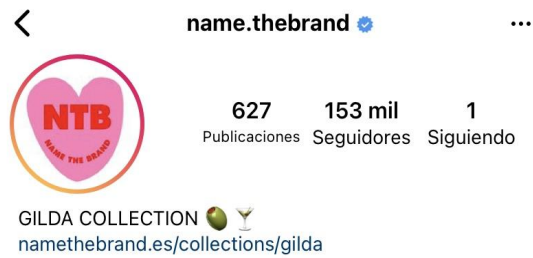 name.thebrand
NTB
NAME THE BRAND
627
Publicaciones
153 mil
Seguidores
1
Siguiendo
GILDA COLLECTION 🫒🍸
namethebrand.es/collections/gilda